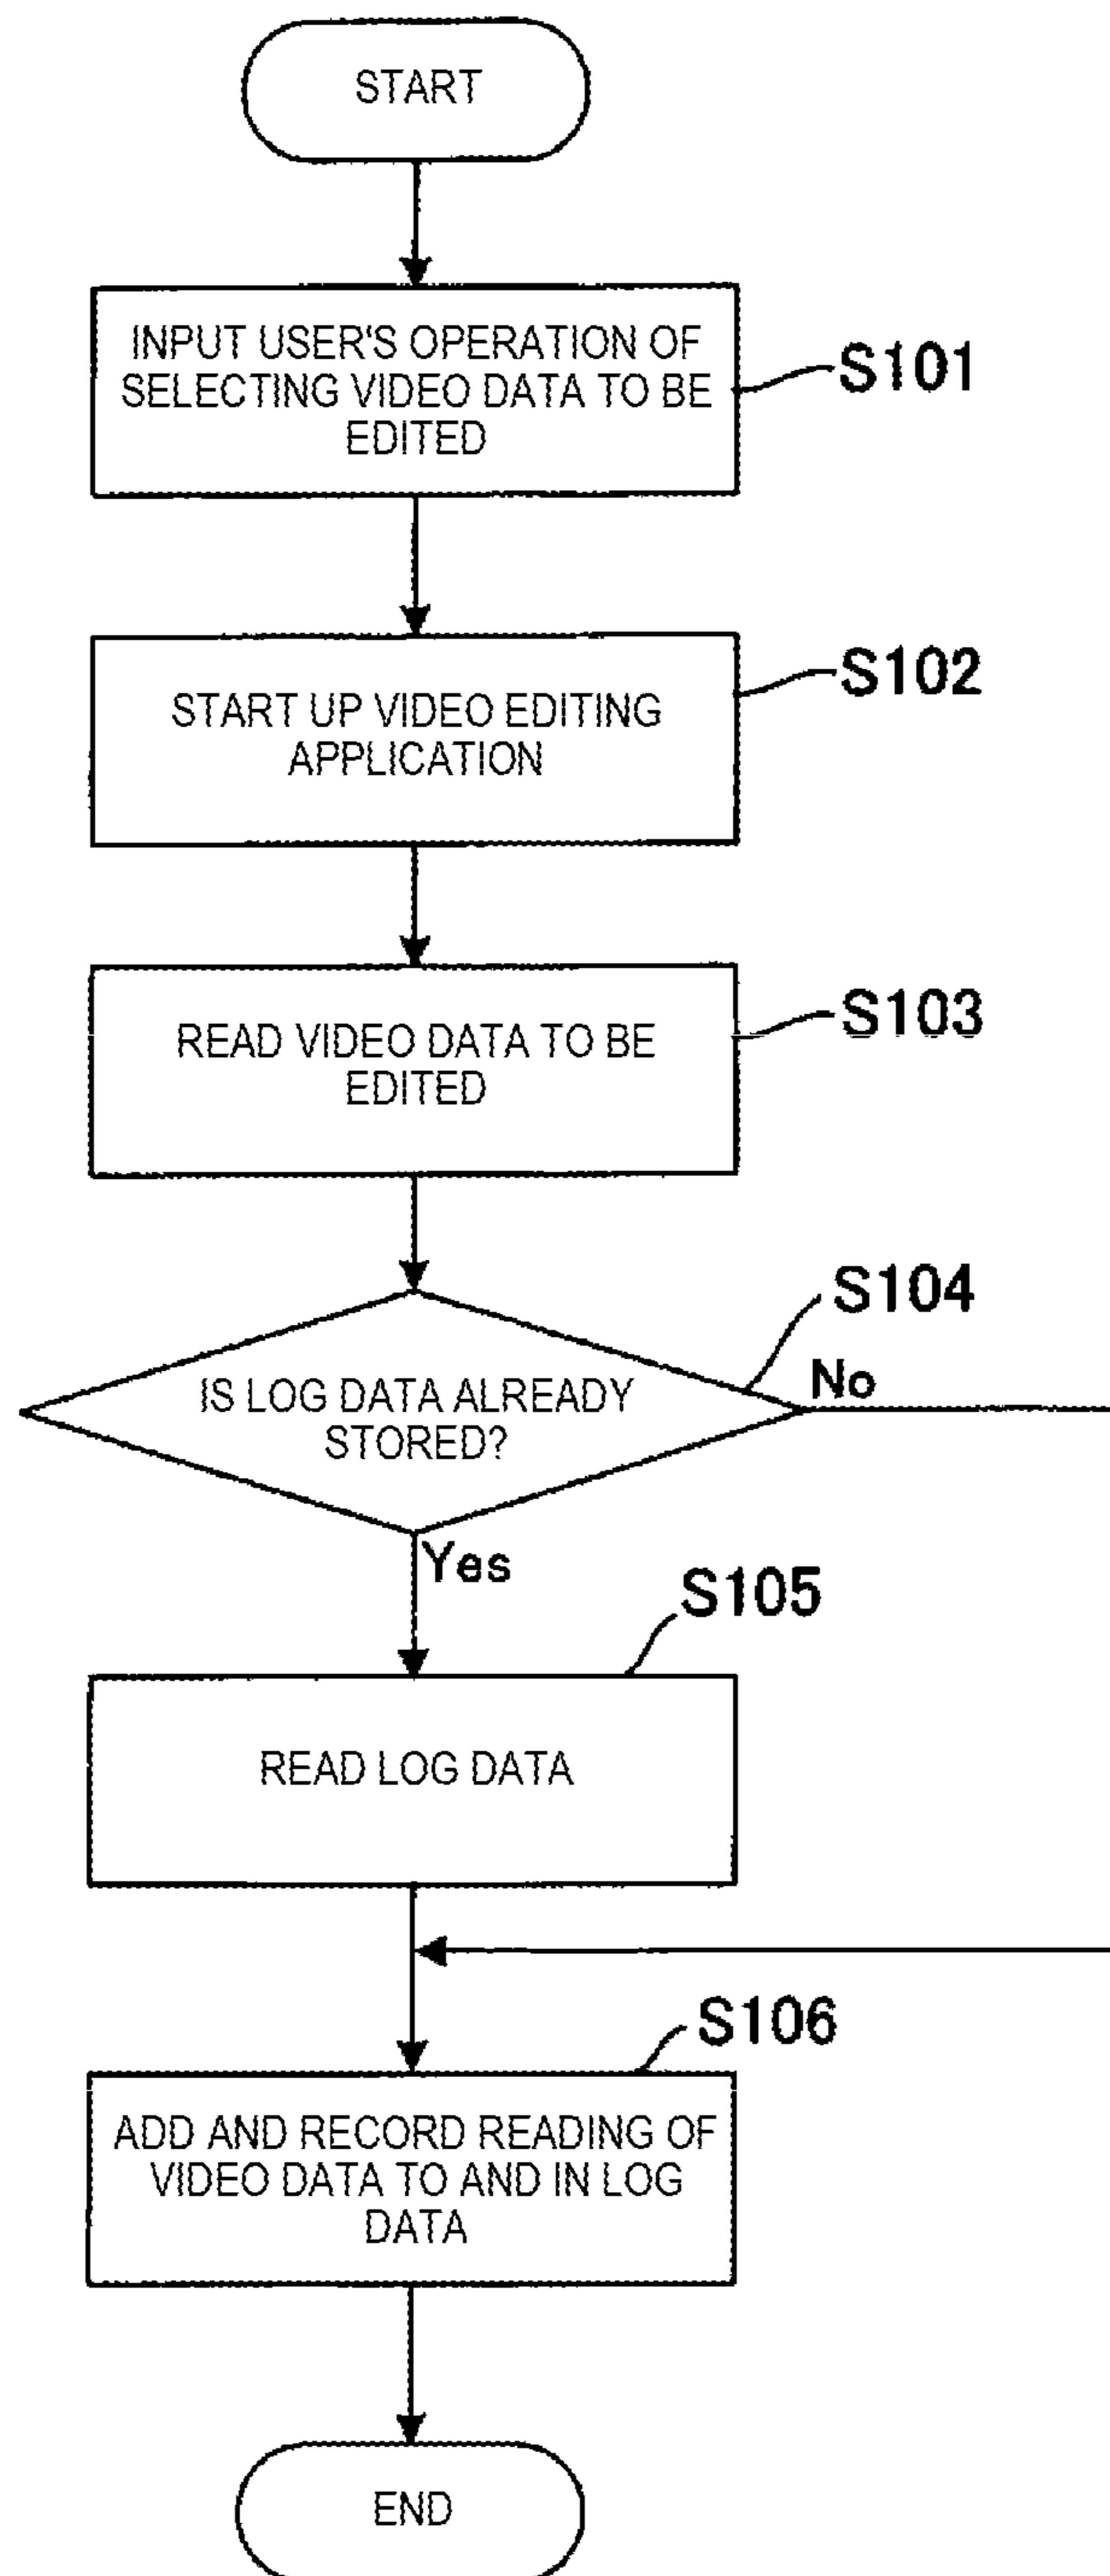 START
INPUT USER'S OPERATION OF
SELECTING VIDEO DATA TO BE
EDITED
S101
START UP VIDEO EDITING
APPLICATION
S102
READ VIDEO DATA TO BE
EDITED
S103
IS LOG DATA ALREADY
STORED?
S104
No
Yes
S105
READ LOG DATA
S106
ADD AND RECORD READING OF
VIDEO DATA TO AND IN LOG
DATA
END